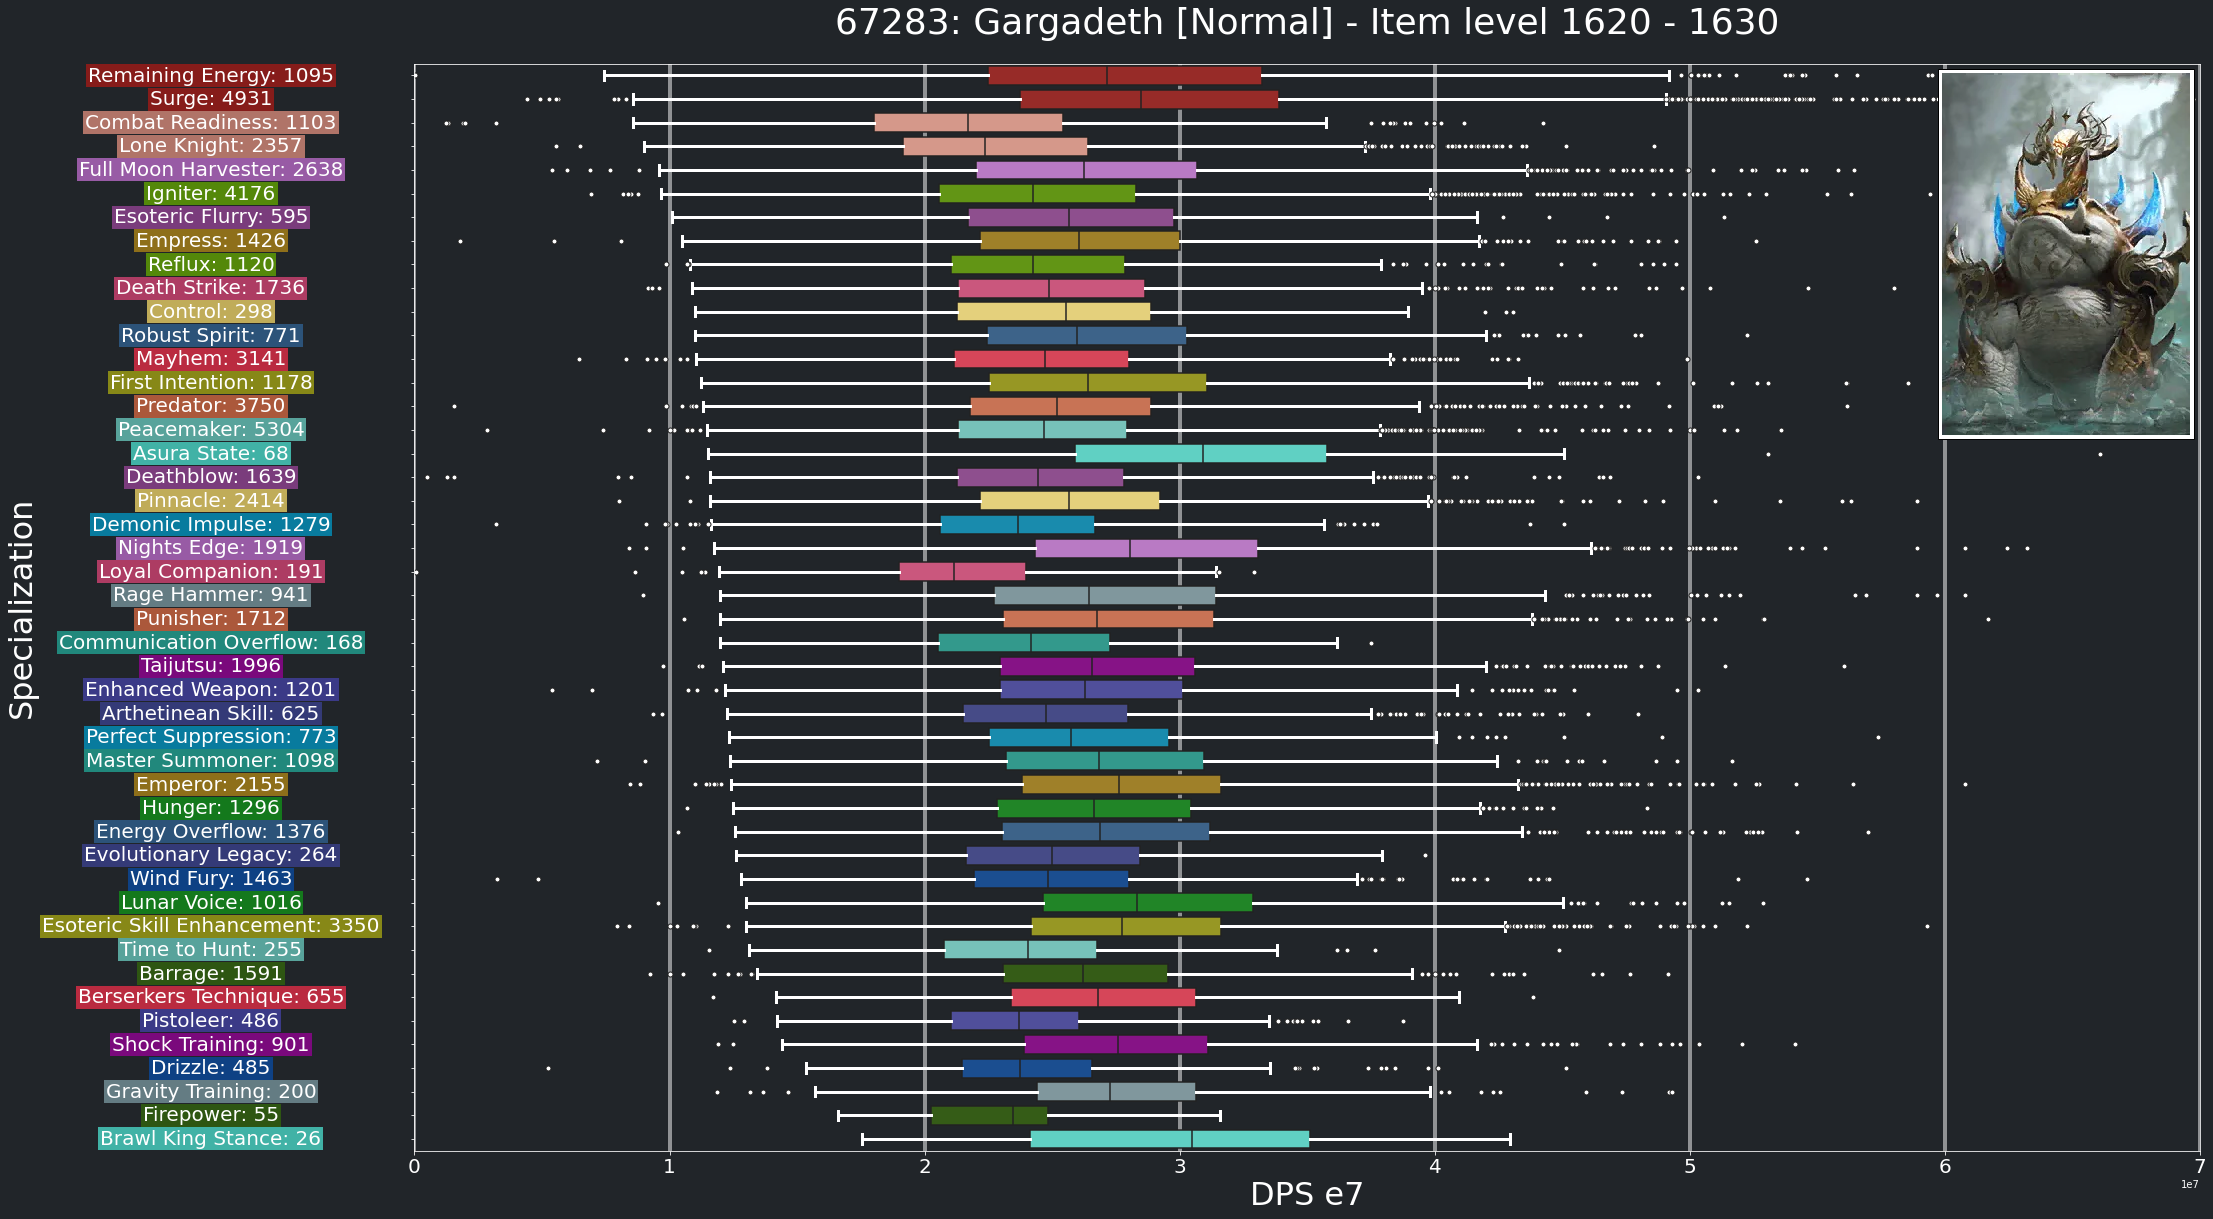 67283: Gargadeth [Normal] - Item level 1620 - 1630
Specialization
Remaining Energy: 1095
Surge: 4931
Combat Readiness: 1103
Lone Knight: 2357
Full Moon Harvester: 2638
Igniter: 4176
Esoteric Flurry: 595
Empress: 1426
Reflux: 1120
Death Strike: 1736
Control: 298
Robust Spirit: 771
Mayhem: 3141
First Intention: 1178
Predator: 3750
Peacemaker: 5304
Asura State: 68
Deathblow: 1639
Pinnacle: 2414
Demonic Impulse: 1279
Nights Edge: 1919
Loyal Companion: 191
Rage Hammer: 941
Punisher: 1712
Communication Overflow: 168
Taijutsu: 1996
Enhanced Weapon: 1201
Arthetinean Skill: 625
Perfect Suppression: 773
Master Summoner: 1098
Emperor: 2155
Hunger: 1296
Energy Overflow: 1376
Evolutionary Legacy: 264
Wind Fury: 1463
Lunar Voice: 1016
Esoteric Skill Enhancement: 3350
Time to Hunt: 255
Barrage: 1591
Berserkers Technique: 655
Pistoleer: 486
Shock Training: 901
Drizzle: 485
Gravity Training: 200
Firepower: 55
Brawl King Stance: 26
0 1 2 3 4 5 6 7
DPS e7
1e7